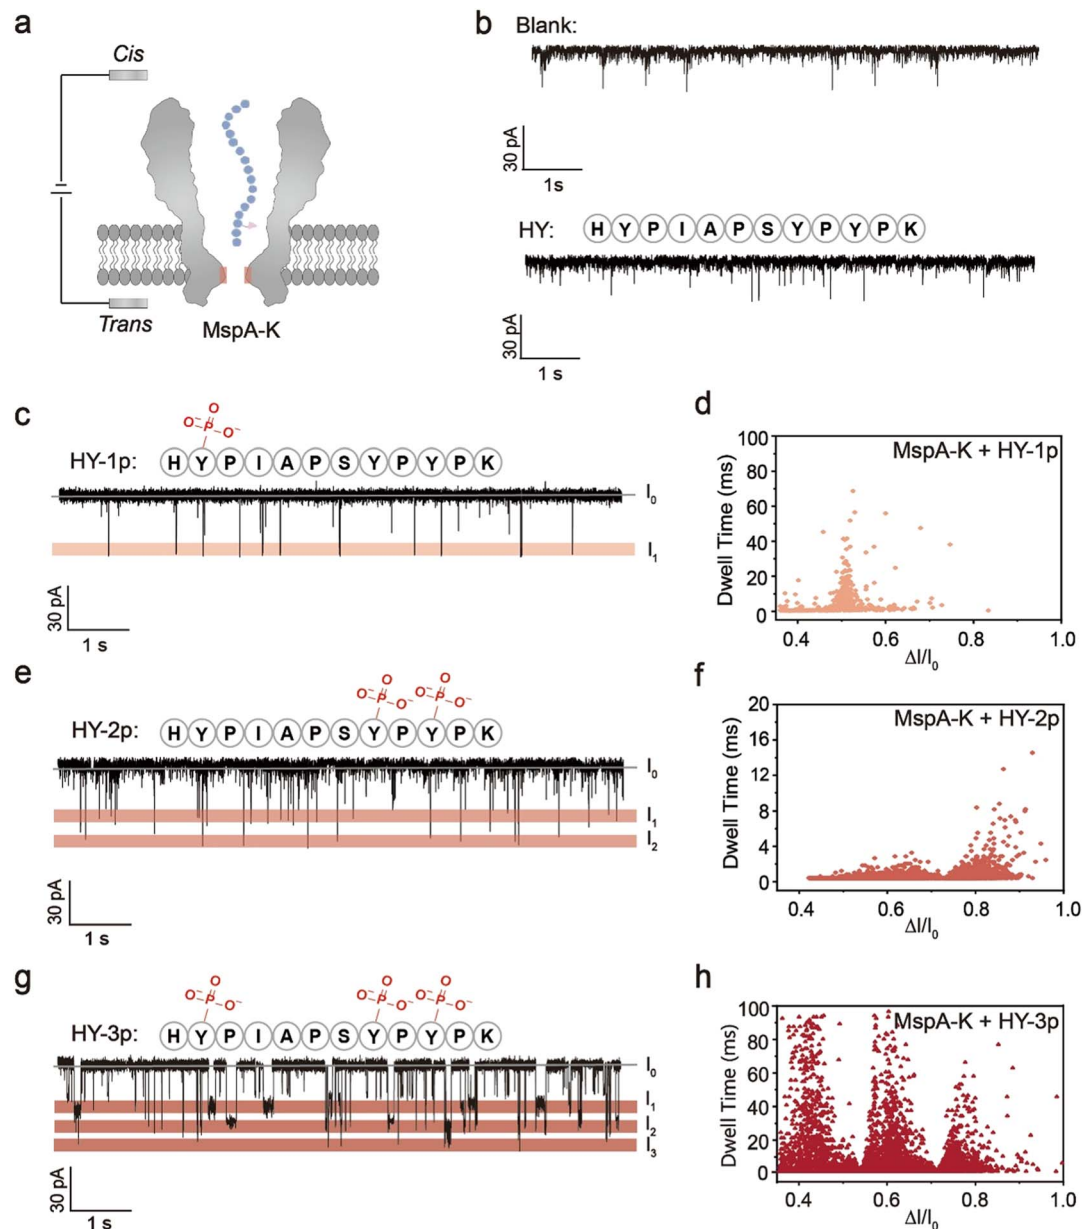 a
Cis
Trans
MspA-K
b
Blank:
30 pA
1s
HY: H Y P I A P S Y P Y P K
30 pA
1 s
c
O
O⁻ P O⁻
HY-1p: H Y P I A P S Y P Y P K
I₀
I₁
30 pA
1 s
d
MspA-K + HY-1p
Dwell Time (ms)
100
80
60
40
20
0
0.4 0.6 0.8 1.0
ΔI/I₀
e
O O
O⁻ P O⁻ O⁻ P O⁻
HY-2p: H Y P I A P S Y P Y P K
I₀
I₁
I₂
30 pA
1 s
f
MspA-K + HY-2p
Dwell Time (ms)
20
16
12
8
4
0
0.4 0.6 0.8 1.0
ΔI/I₀
g
O O O
O⁻ P O⁻ O⁻ P O⁻ O⁻ P O⁻
HY-3p: H Y P I A P S Y P Y P K
I₀
I₁
I₂
I₃
30 pA
1 s
h
MspA-K + HY-3p
Dwell Time (ms)
100
80
60
40
20
0
0.4 0.6 0.8 1.0
ΔI/I₀